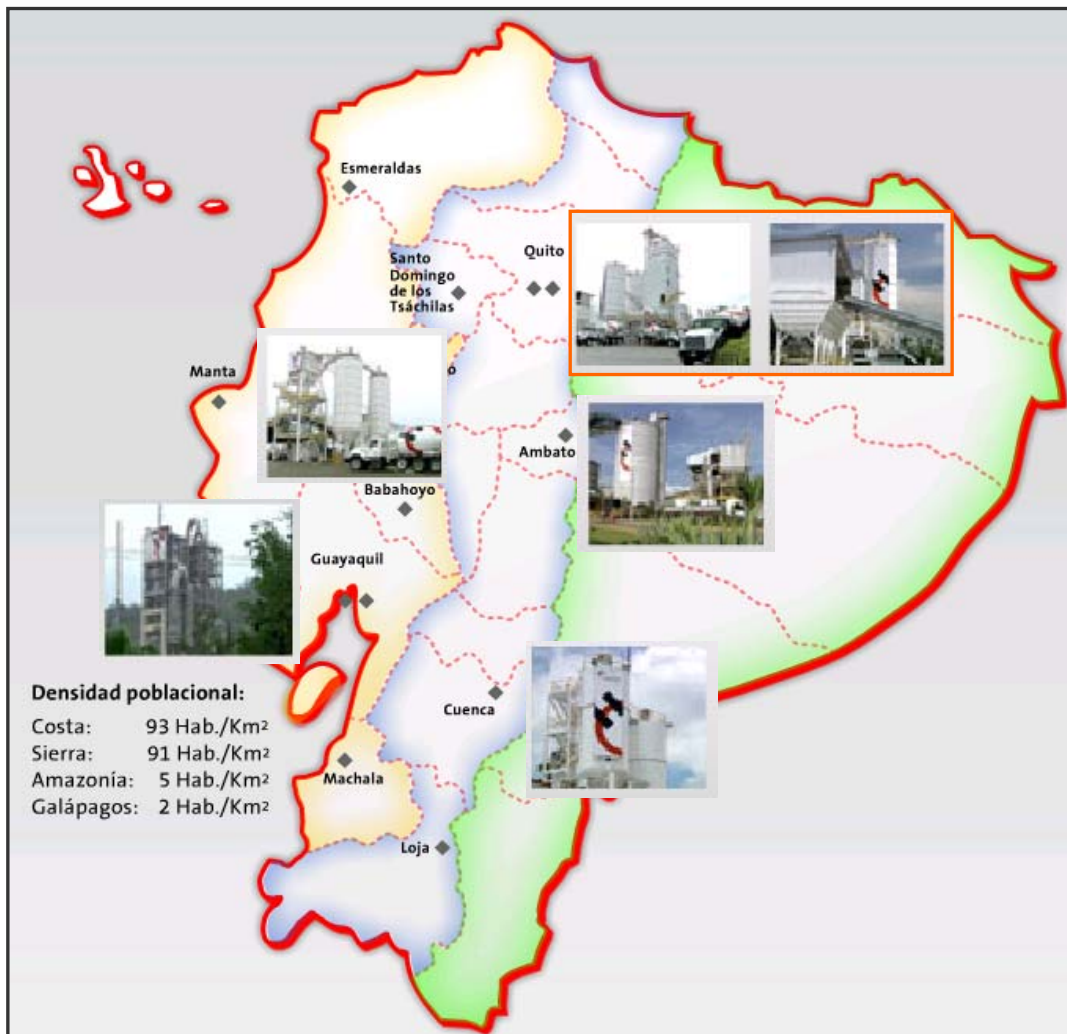 Esmeraldas
Quito
Santo
Domingo
de los
Tsáchilas
Manta
Ambato
Babahoyo
Guayaquil
Densidad poblacional:
Costa: 93 Hab./Km²
Sierra: 91 Hab./Km²
Amazonía: 5 Hab./Km²
Galápagos: 2 Hab./Km²
Cuenca
Machala
Loja